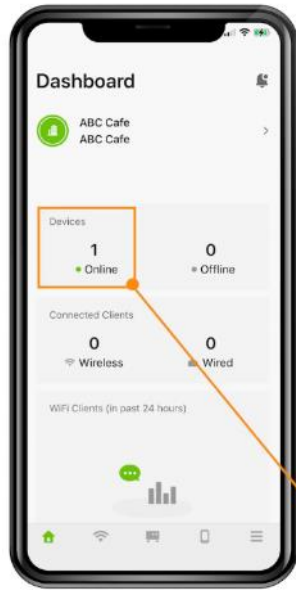 Dashboard
ABC Cafe
ABC Cafe
Devices
1
0
Online
Offline
Connected Clients
0
0
Wireless
Wired
WiFi Clients (in past 24 hours)